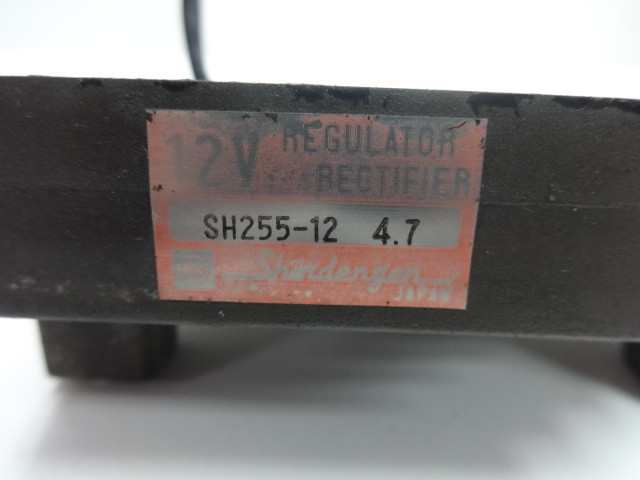 12V REGULATOR
RECTIFIER
SH255-12 4.7
Shindengen
JAPAN